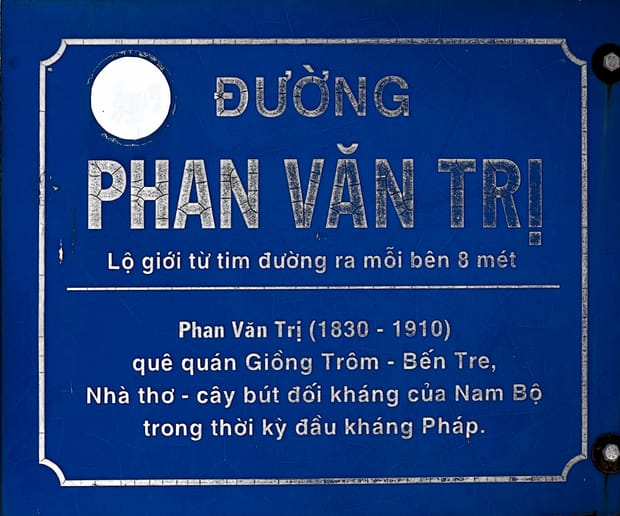 ĐƯỜNG
PHAN VĂN TRỊ
Lộ giới từ tim đường ra mỗi bên 8 mét
Phan Văn Trị (1830 - 1910)
quê quán Giồng Trôm - Bến Tre,
Nhà thơ - cây bút đối kháng của Nam Bộ
trong thời kỳ đầu kháng Pháp.